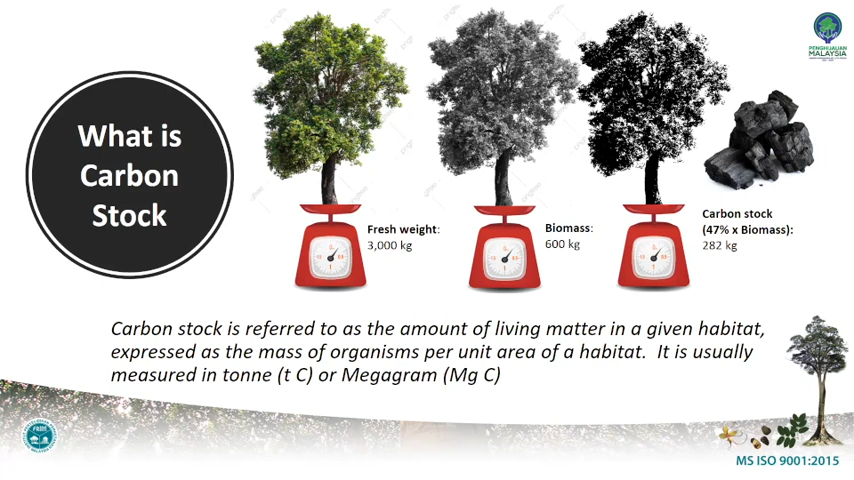 What is
Carbon
Stock
Fresh weight:
3,000 kg
Biomass:
600 kg
Carbon stock
(47% x Biomass):
282 kg
PENGHIJAUAN
MALAYSIA
Carbon stock is referred to as the amount of living matter in a given habitat,
expressed as the mass of organisms per unit area of a habitat. It is usually
measured in tonne (t C) or Megagram (Mg C)
FRIM
MS ISO 9001:2015